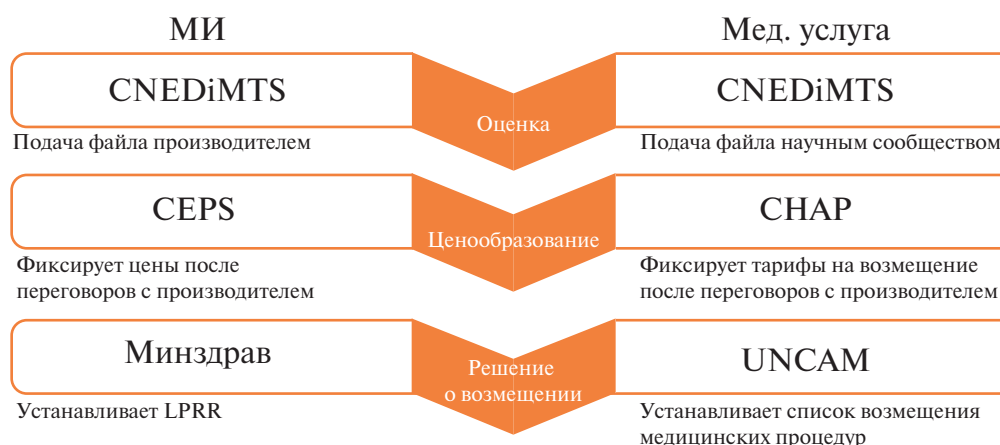 МИ
Мед. услуга
CNEDiMTS
Оценка
CNEDiMTS
Подача файла производителем
Подача файла научным сообществом
CEPS
Ценообразование
CHAP
Фиксирует цены после
переговоров с производителем
Фиксирует тарифы на возмещение
после переговоров с производителем
Минздрав
Решение
о возмещении
UNCAM
Устанавливает LPRR
Устанавливает список возмещения
медицинских процедур